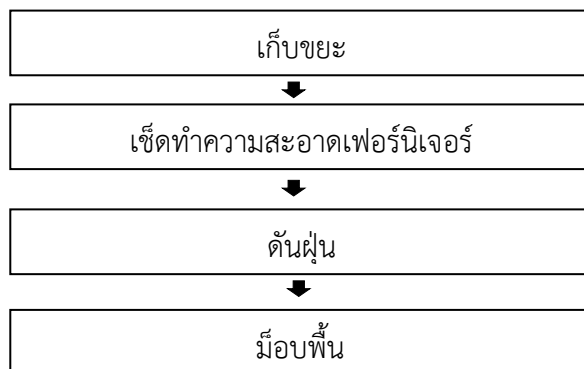 เก็บขยะ
เช็ดทำความสะอาดเฟอร์นิเจอร์
ดันฝุ่น
ม็อบพื้น